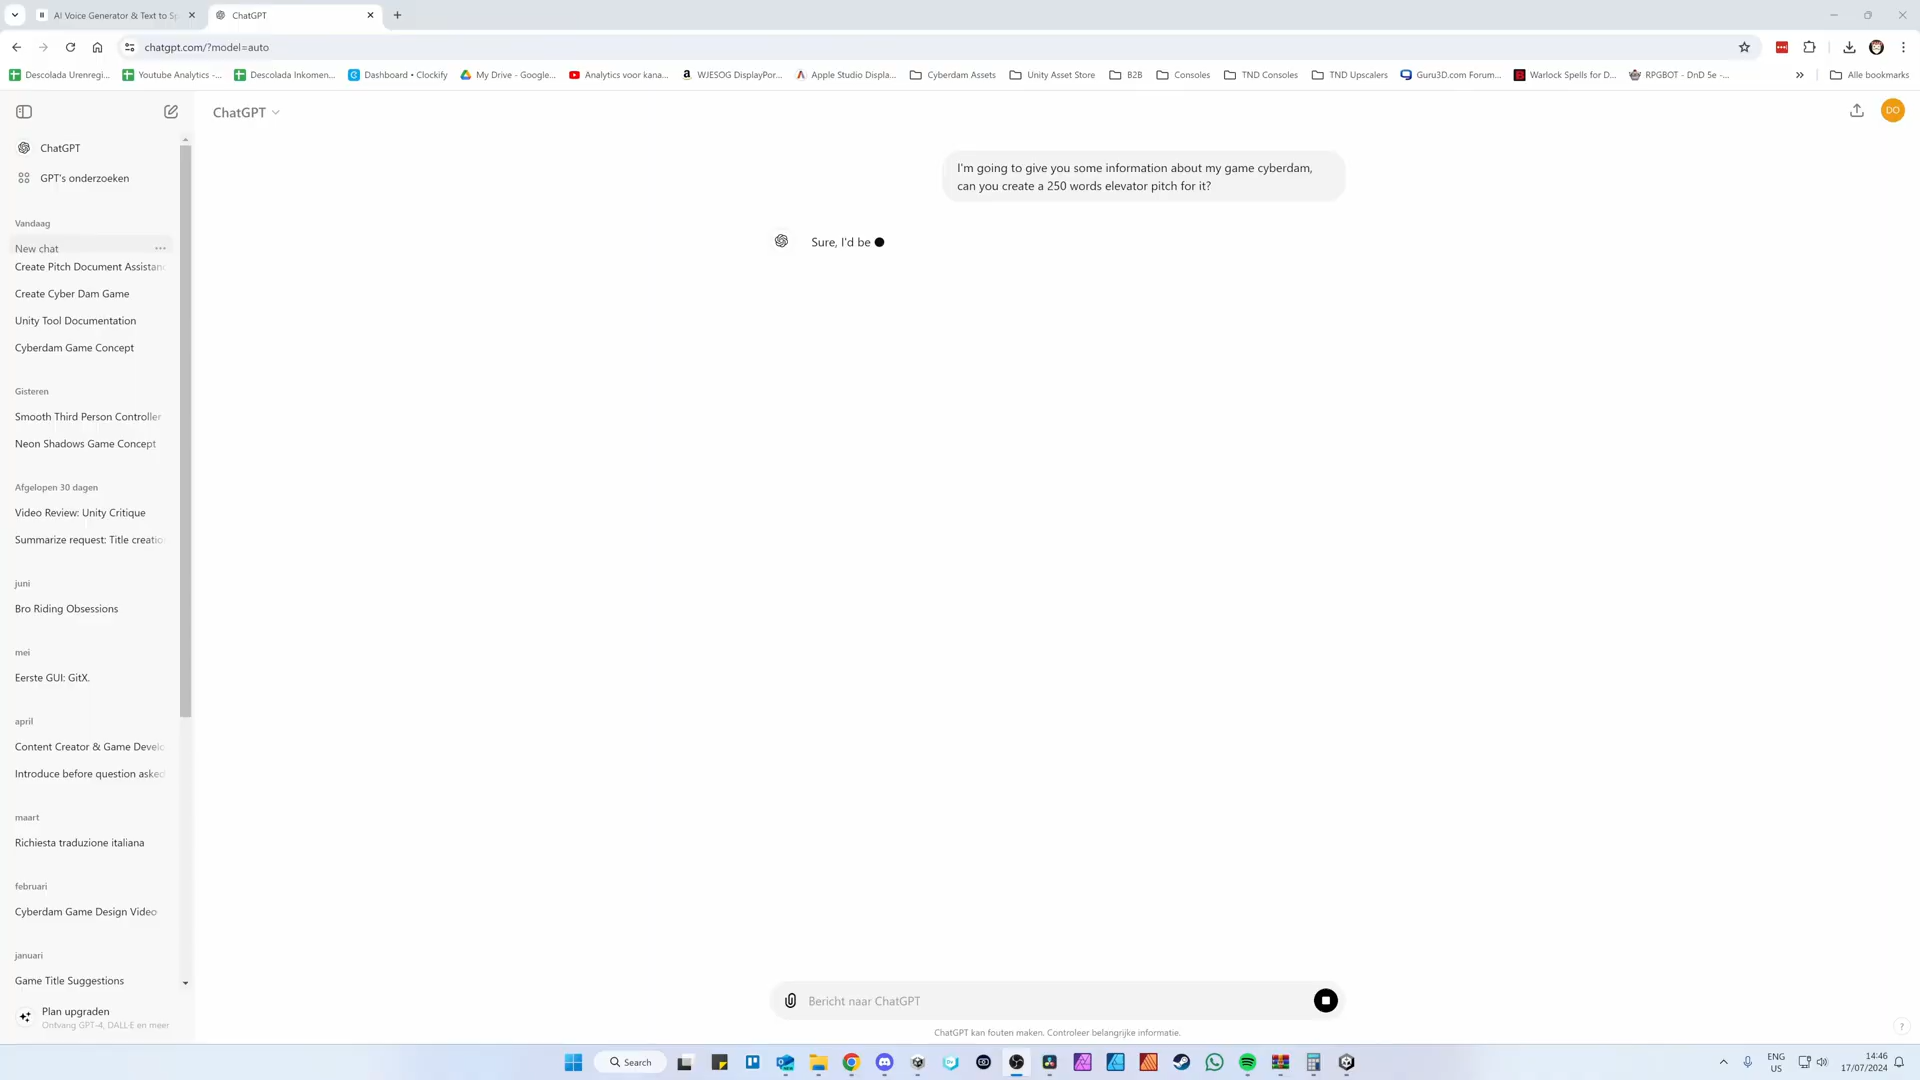 AI Voice Generator & Text to Sp
ChatGPT
chatgpt.com/?model=auto
Descolada Urenregi...
Youtube Analytics -...
Descolada Inkomen...
Dashboard • Clockify
My Drive - Google...
Analytics voor kana...
WJESOG DisplayPor...
Apple Studio Displa...
Cyberdam Assets
Unity Asset Store
B2B
Consoles
TND Consoles
TND Upscalers
Guru3D.com Forum...
Warlock Spells for D...
RPGBOT - DnD 5e -...
All bookmarks
ChatGPT
DO
ChatGPT
GPT's onderzoeken
Vandaag
New chat
Create Pitch Document Assistanc
Create Cyber Dam Game
Unity Tool Documentation
Cyberdam Game Concept
Gisteren
Smooth Third Person Controller
Neon Shadows Game Concept
Afgelopen 30 dagen
Video Review: Unity Critique
Summarize request: Title creatio
juni
Bro Riding Obsessions
mei
Eerste GUI: GitX.
april
Content Creator & Game Develo
Introduce before question asked
maart
Richiesta traduzione italiana
februari
Cyberdam Game Design Video
januari
Game Title Suggestions
Plan upgraden
Ontvang GPT-4, DALL·E en meer
I'm going to give you some information about my game cyberdam,
can you create a 250 words elevator pitch for it?
Sure, I'd be
Bericht naar ChatGPT
ChatGPT kan fouten maken. Controleer belangrijke informatie.
?
Search
ENG
US
14:46
17/07/2024